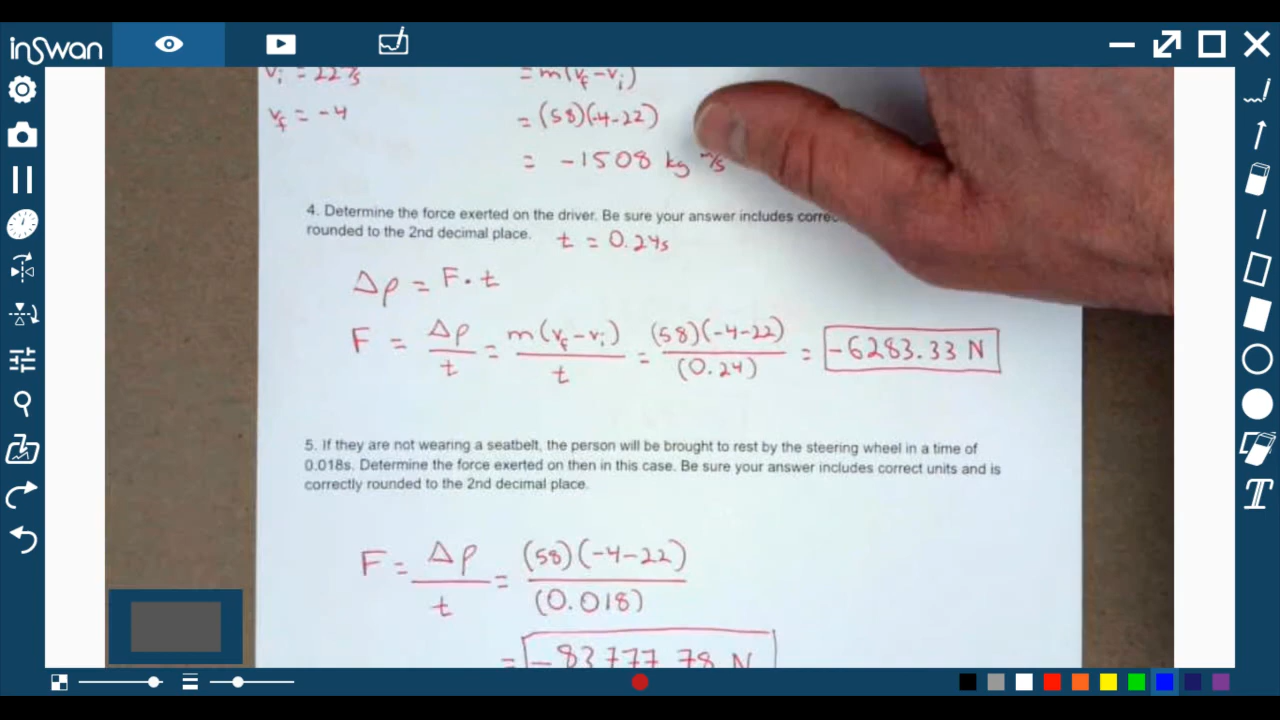 inSwan
vᵢ = 22 m/s
= m(v_f - vᵢ)
v_f = -4
= (58)(-4-22)
= -1508 kg m/s
4. Determine the force exerted on the driver. Be sure your answer includes
rounded to the 2nd decimal place. t = 0.24s
Δp = F · t
F = Δp/t = m(v_f - vᵢ)/t = (58)(-4-22)/(0.24) = -6283.33 N
5. If they are not wearing a seatbelt, the person will be brought to rest by the steering wheel in a time of
0.018s. Determine the force exerted on then in this case. Be sure your answer includes correct units and is
correctly rounded to the 2nd decimal place.
F = Δp/t = (58)(-4-22)/(0.018)
= -83777.78 N
T